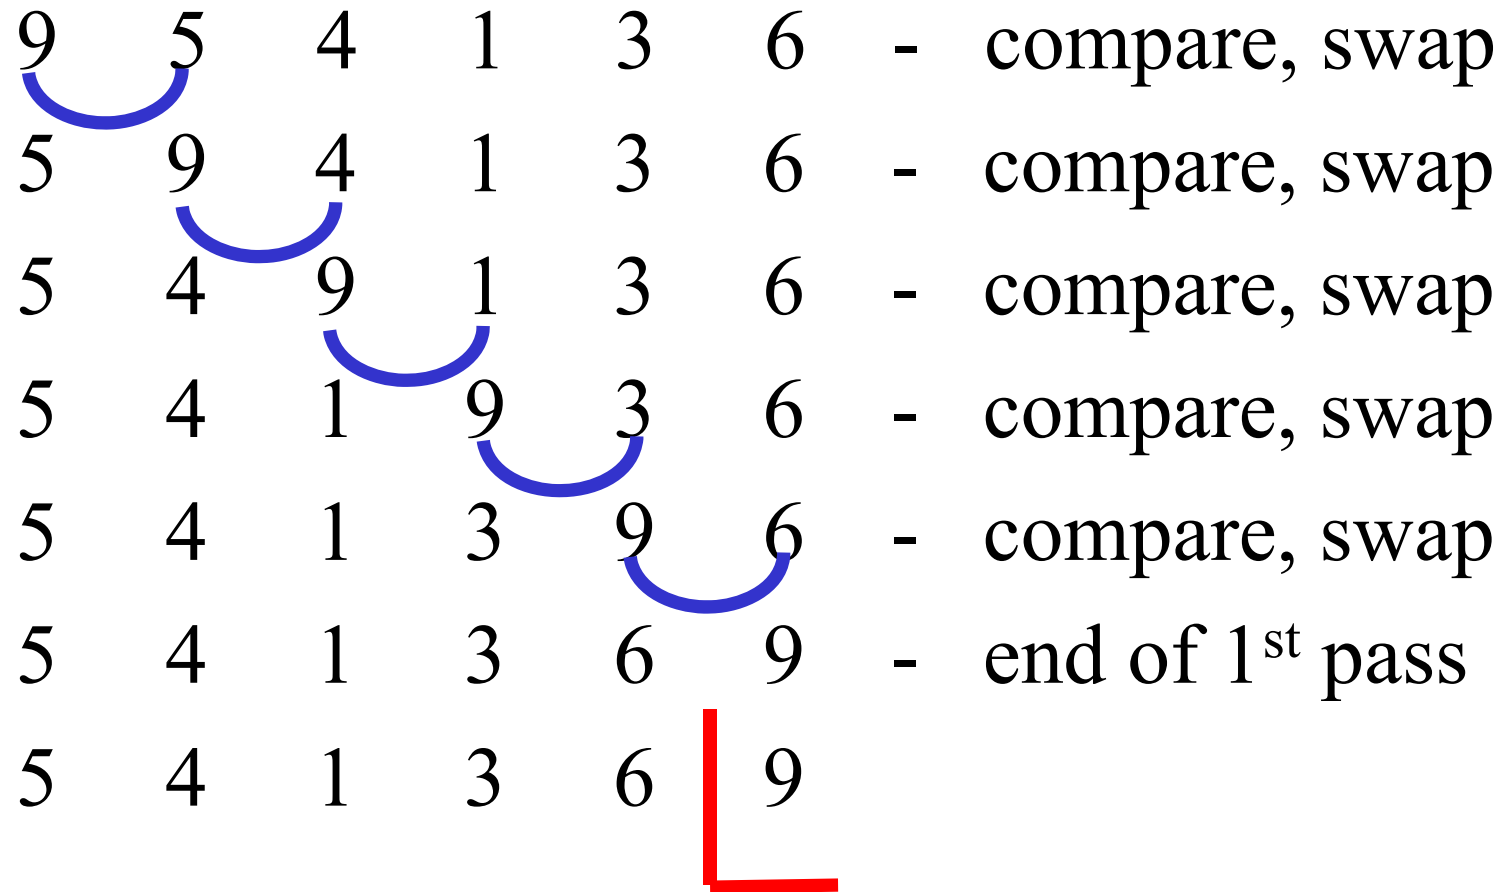 9 5 4 1 3 6 - compare, swap
5 9 4 1 3 6 - compare, swap
5 4 9 1 3 6 - compare, swap
5 4 1 9 3 6 - compare, swap
5 4 1 3 9 6 - compare, swap
5 4 1 3 6 9 - end of 1st pass
5 4 1 3 6 9